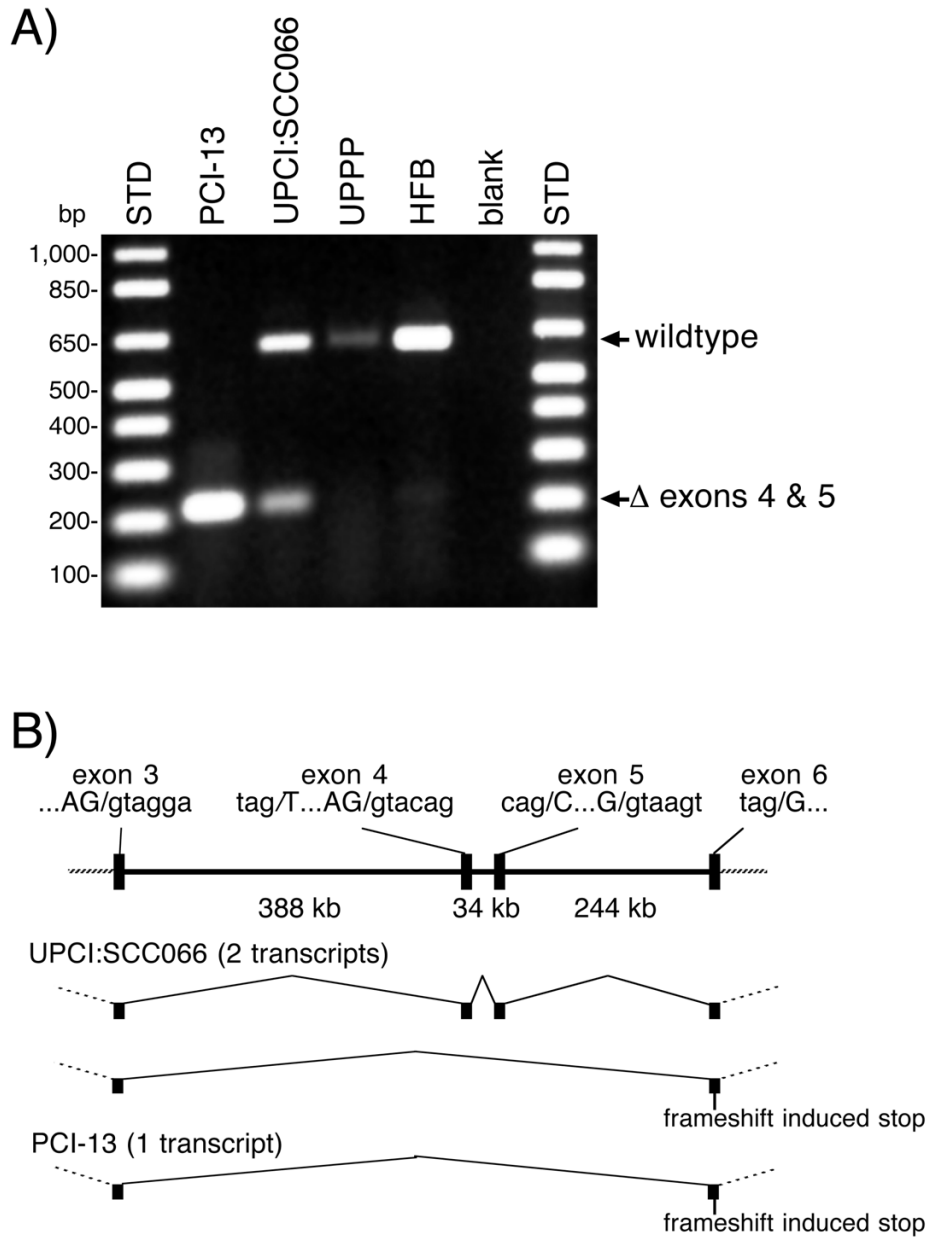 A)
bp
STD
PCI-13
UPCI:SCC066
UPPP
HFB
blank
STD
1,000-
850-
650-
500-
400-
300-
200-
100-
wildtype
Δ exons 4 & 5
B)
exon 3 exon 4 exon 5 exon 6
...AG/gtagga tag/T...AG/gtacag cag/C...G/gtaagt tag/G...
388 kb 34 kb 244 kb
UPCI:SCC066 (2 transcripts)
frameshift induced stop
PCI-13 (1 transcript)
frameshift induced stop